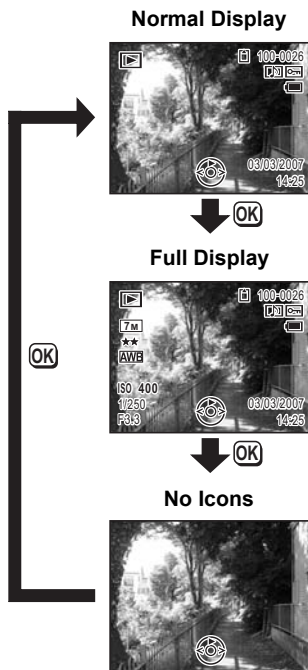 Normal Display
100-0026
03/03/2007
14:25
OK
Full Display
100-0026
7M
AWB
ISO 400
1/250
F3.3
03/03/2007
14:25
OK
OK
No Icons